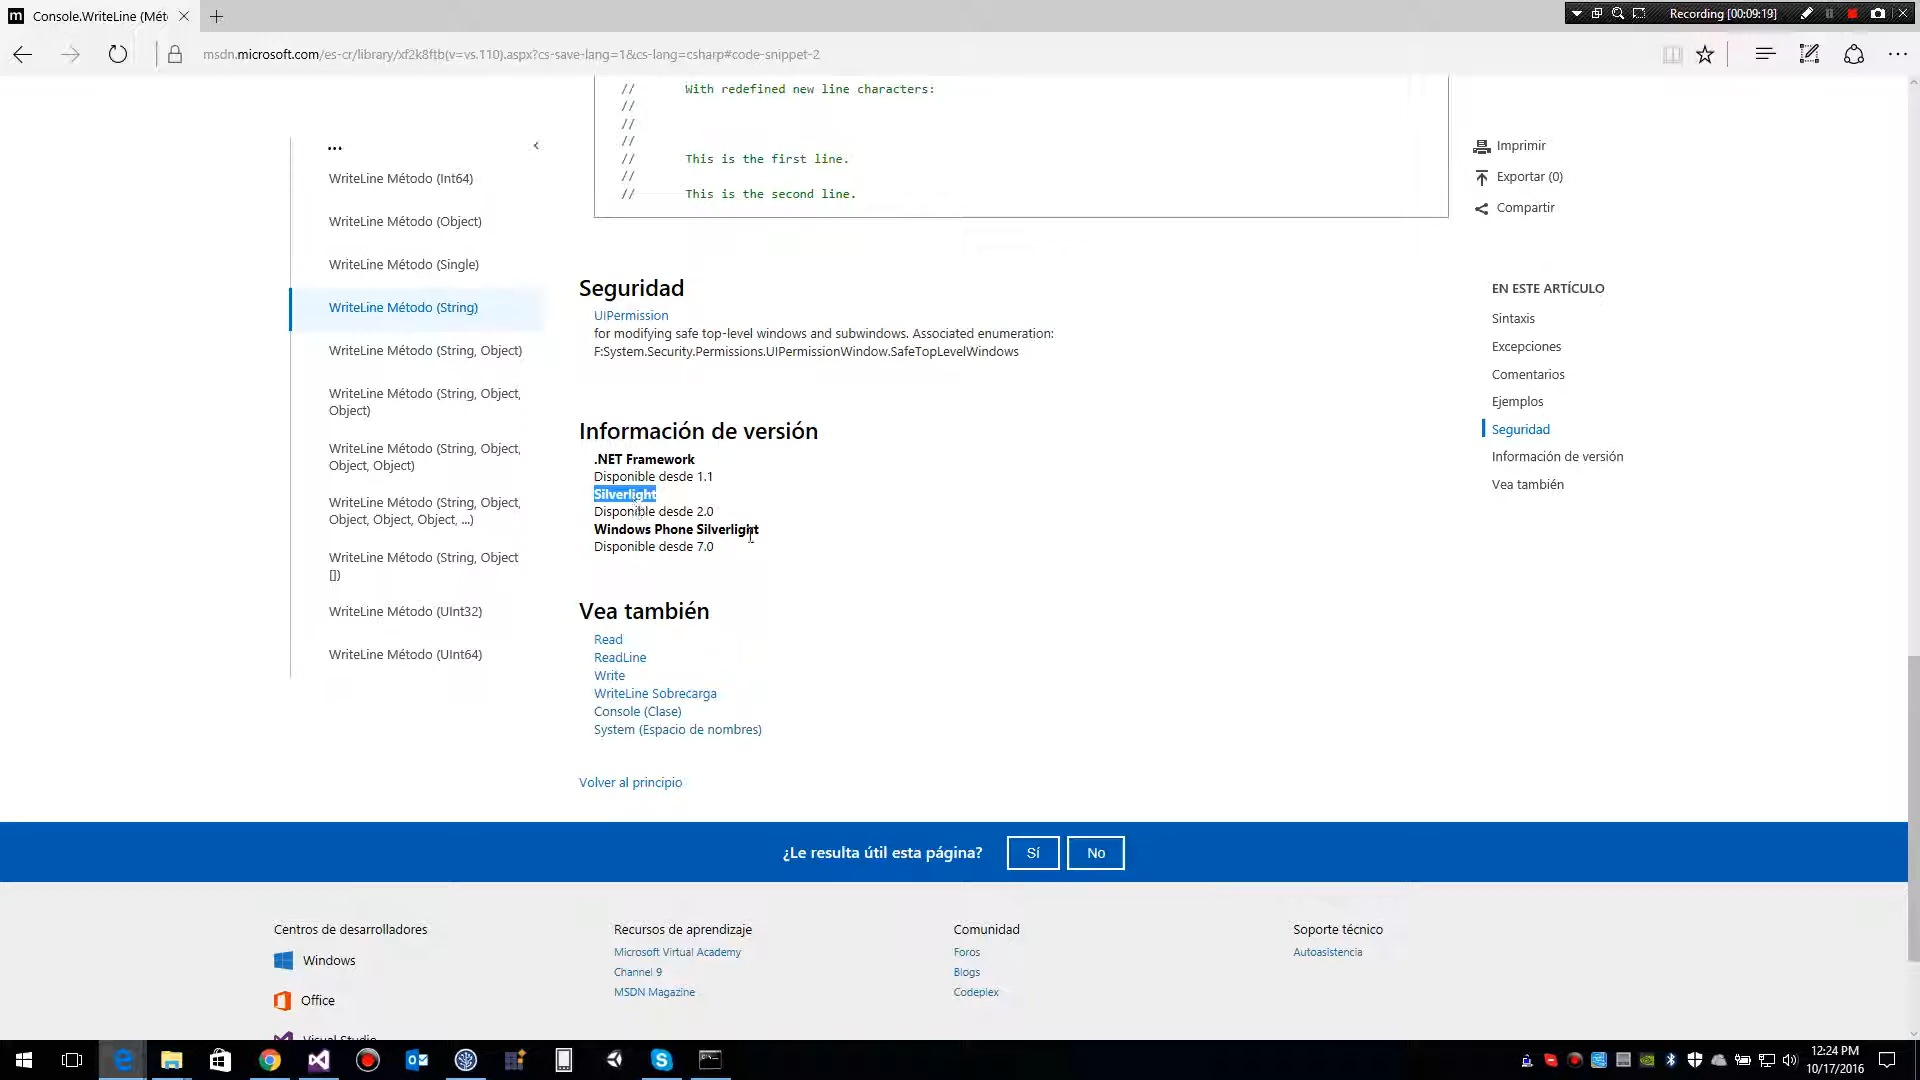 Console.WriteLine (Mét
Recording [00:09:19]
msdn.microsoft.com/es-cr/library/xf2k8ftb(v=vs.110).aspx?cs-save-lang=1&cs-lang=csharp#code-snippet-2
// With redefined new line characters:
//
//
//
// This is the first line.
//
// This is the second line.
...
WriteLine Método (Int64)
WriteLine Método (Object)
WriteLine Método (Single)
WriteLine Método (String)
WriteLine Método (String, Object)
WriteLine Método (String, Object,
Object)
WriteLine Método (String, Object,
Object, Object)
WriteLine Método (String, Object,
Object, Object, Object, ...)
WriteLine Método (String, Object
[])
WriteLine Método (UInt32)
WriteLine Método (UInt64)
Seguridad
UIPermission
for modifying safe top-level windows and subwindows. Associated enumeration:
F:System.Security.Permissions.UIPermissionWindow.SafeTopLevelWindows
Información de versión
.NET Framework
Disponible desde 1.1
Silverlight
Disponible desde 2.0
Windows Phone Silverlight
Disponible desde 7.0
Vea también
Read
ReadLine
Write
WriteLine Sobrecarga
Console (Clase)
System (Espacio de nombres)
Volver al principio
Imprimir
Exportar (0)
Compartir
EN ESTE ARTÍCULO
Sintaxis
Excepciones
Comentarios
Ejemplos
Seguridad
Información de versión
Vea también
¿Le resulta útil esta página?
Sí
No
Centros de desarrolladores
Windows
Office
Visual Studio
Recursos de aprendizaje
Microsoft Virtual Academy
Channel 9
MSDN Magazine
Comunidad
Foros
Blogs
Codeplex
Soporte técnico
Autoasistencia
12:24 PM
10/17/2016